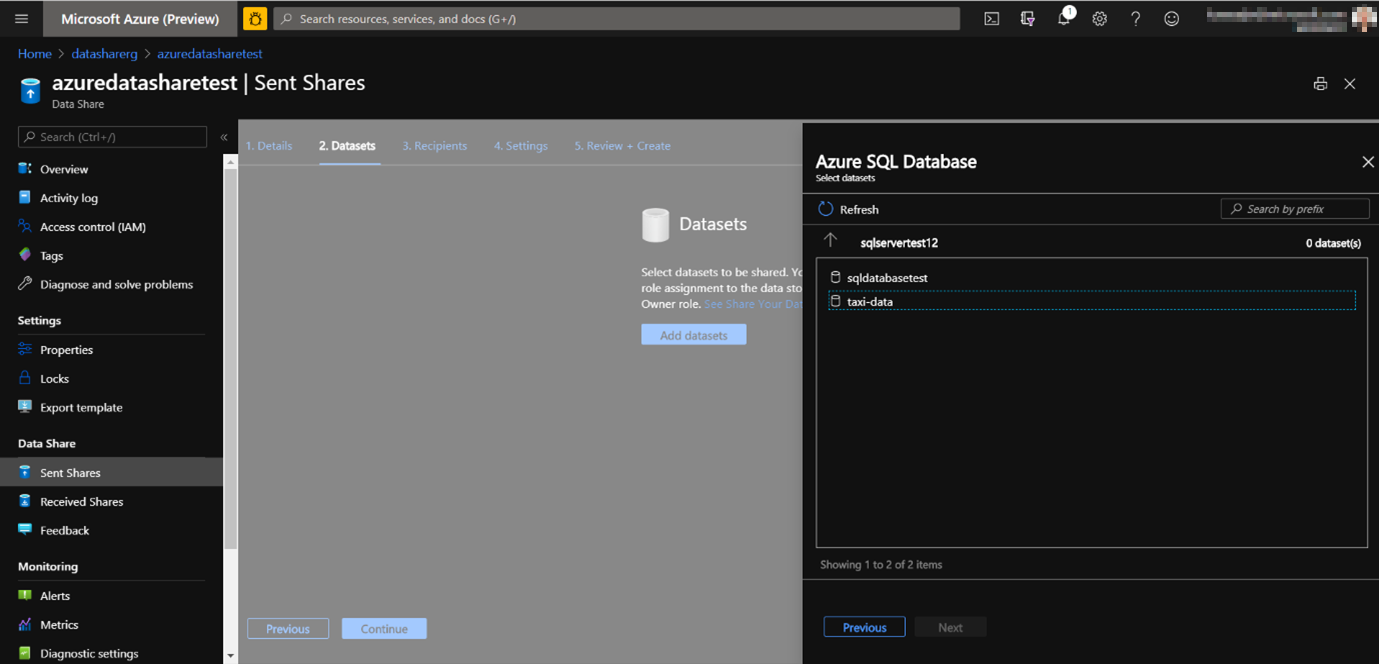 Microsoft Azure (Preview)
Search resources, services, and docs (G+/)
1
Home > datasharerg > azuredatasharetest
azuredatasharetest | Sent Shares
Data Share
Search (Ctrl+/)
«
Overview
Activity log
Access control (IAM)
Tags
Diagnose and solve problems
Settings
Properties
Locks
Export template
Data Share
Sent Shares
Received Shares
Feedback
Monitoring
Alerts
Metrics
Diagnostic settings
1. Details
2. Datasets
3. Recipients
4. Settings
5. Review + Create
Datasets
Select datasets to be shared. Yo
role assignment to the data sto
Owner role. See Share Your Dat
Add datasets
Previous
Continue
Azure SQL Database
Select datasets
Refresh
Search by prefix
sqlservertest12
0 dataset(s)
sqldatabasetest
taxi-data
Showing 1 to 2 of 2 items
Previous
Next